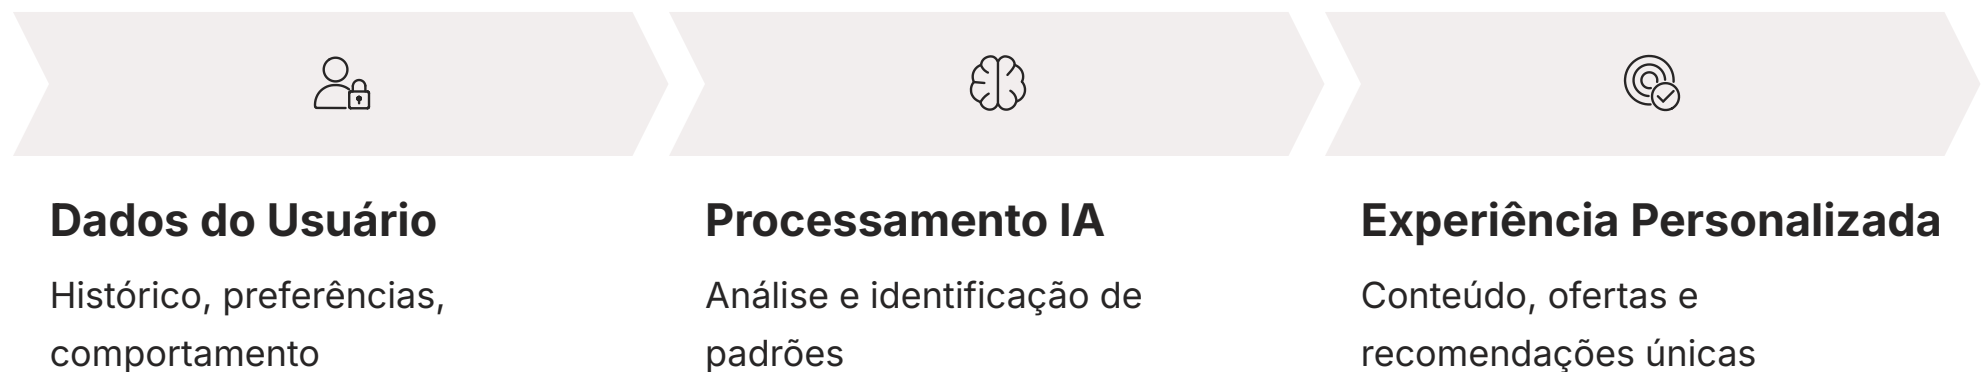 Dados do Usuário
Histórico, preferências,
comportamento
Processamento IA
Análise e identificação de
padrões
Experiência Personalizada
Conteúdo, ofertas e
recomendações únicas